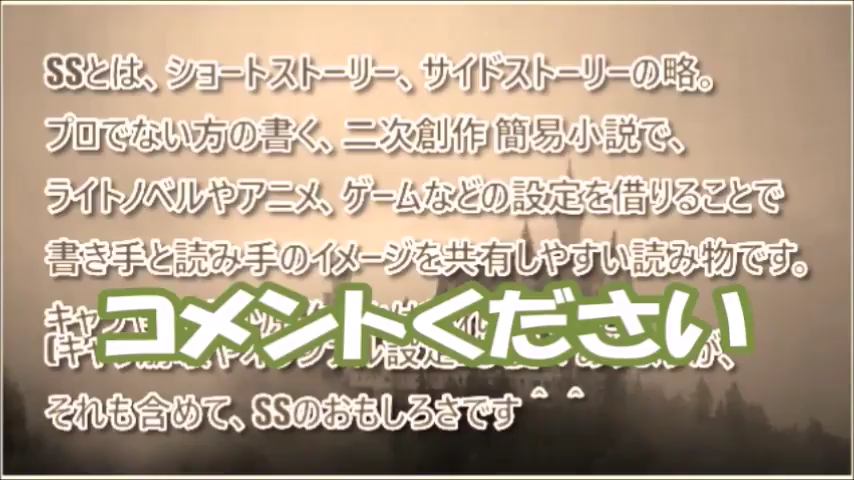 SSとは、ショートストーリー、サイドストーリーの略。
プロでない方の書く、二次創作 簡易小説で、
ライトノベルやアニメ、ゲームなどの設定を借りることで
書き手と読み手のイメージを共有しやすい読み物です。
コメントください
それも含めて、SSのおもしろさです＾ ＾